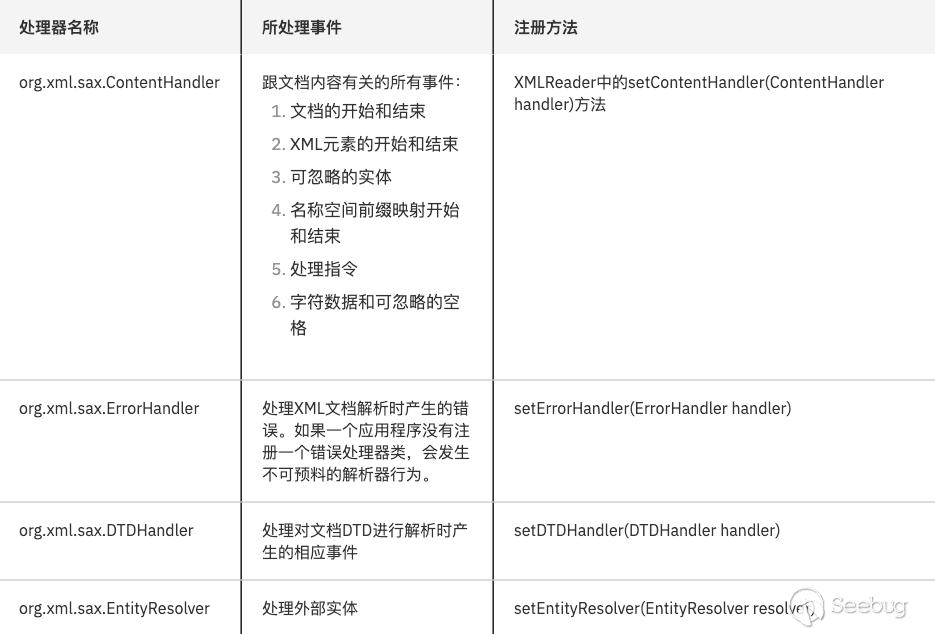 处理器名称
所处理事件
注册方法
org.xml.sax.ContentHandler
跟文档内容有关的所有事件：
1. 文档的开始和结束
2. XML元素的开始和结束
3. 可忽略的实体
4. 名称空间前缀映射开始
和结束
5. 处理指令
6. 字符数据和可忽略的空
格
XMLReader中的setContentHandler(ContentHandler
handler)方法
org.xml.sax.ErrorHandler
处理XML文档解析时产生的错
误。如果一个应用程序没有注
册一个错误处理器类，会发生
不可预料的解析器行为。
setErrorHandler(ErrorHandler handler)
org.xml.sax.DTDHandler
处理对文档DTD进行解析时产
生的相应事件
setDTDHandler(DTDHandler handler)
org.xml.sax.EntityResolver
处理外部实体
setEntityResolver(EntityResolver resolver)
Seebug